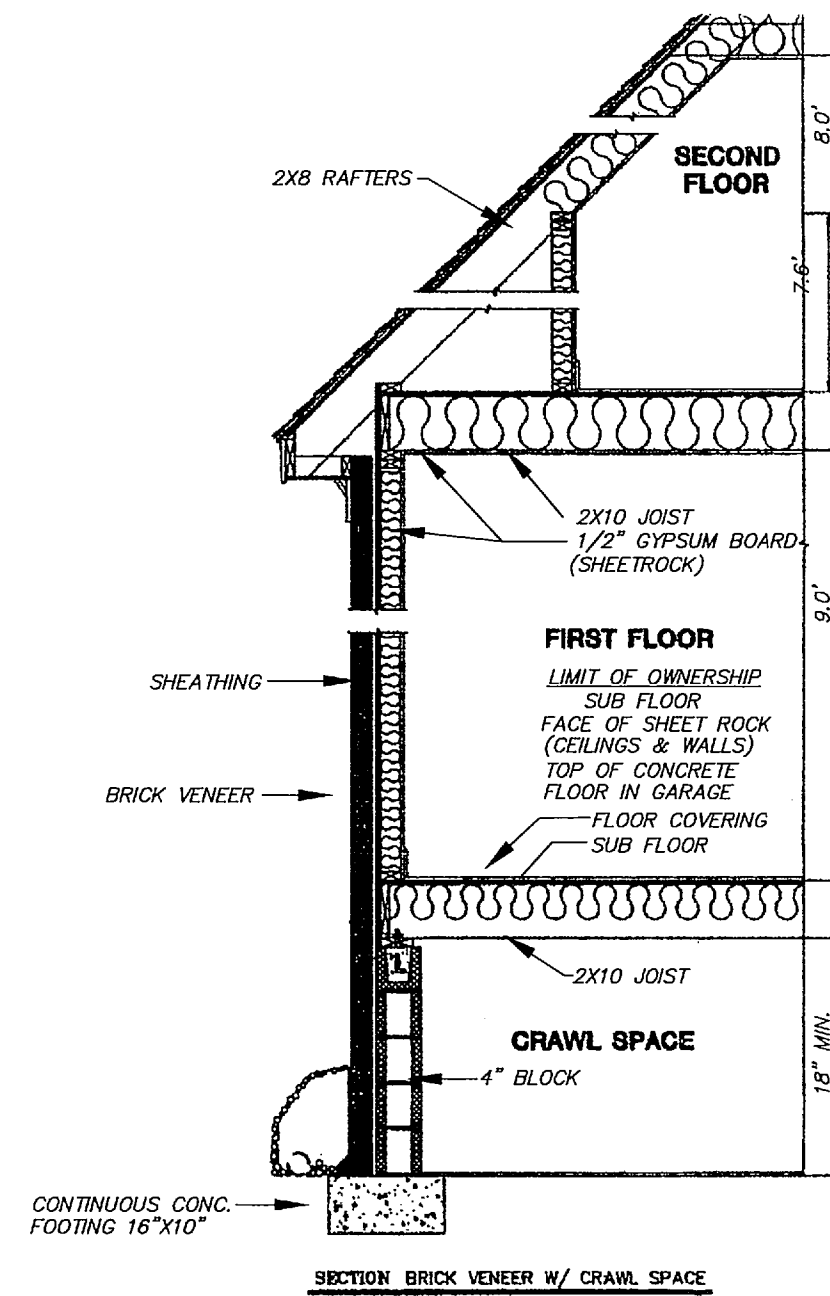 8.0'
SECOND
FLOOR
2X8 RAFTERS
7.6'
2X10 JOIST
1/2" GYPSUM BOARD
(SHEETROCK)
9.0'
FIRST FLOOR
LIMIT OF OWNERSHIP
SUB FLOOR
FACE OF SHEET ROCK
(CEILINGS & WALLS)
TOP OF CONCRETE
FLOOR IN GARAGE
SHEATHING
BRICK VENEER
FLOOR COVERING
SUB FLOOR
2X10 JOIST
18" MIN.
CRAWL SPACE
4" BLOCK
CONTINUOUS CONC.
FOOTING 16"X10"
SECTION BRICK VENEER W/ CRAWL SPACE